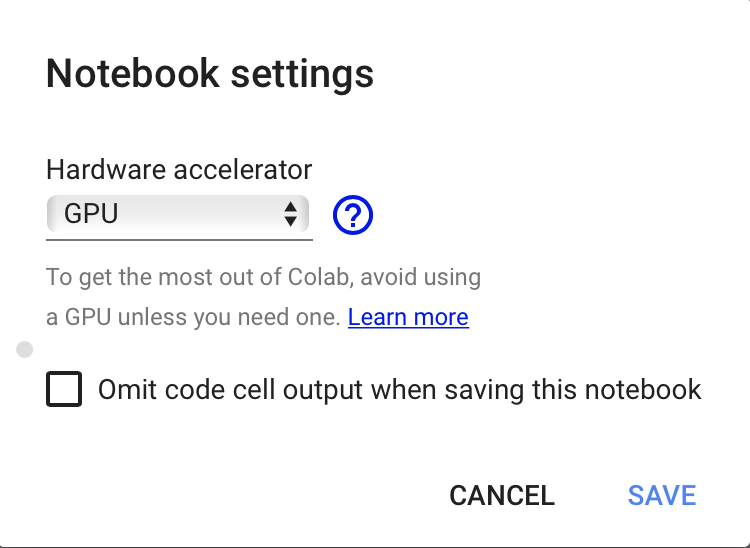 Notebook settings
Hardware accelerator
GPU
To get the most out of Colab, avoid using
a GPU unless you need one. Learn more
Omit code cell output when saving this notebook
CANCEL SAVE